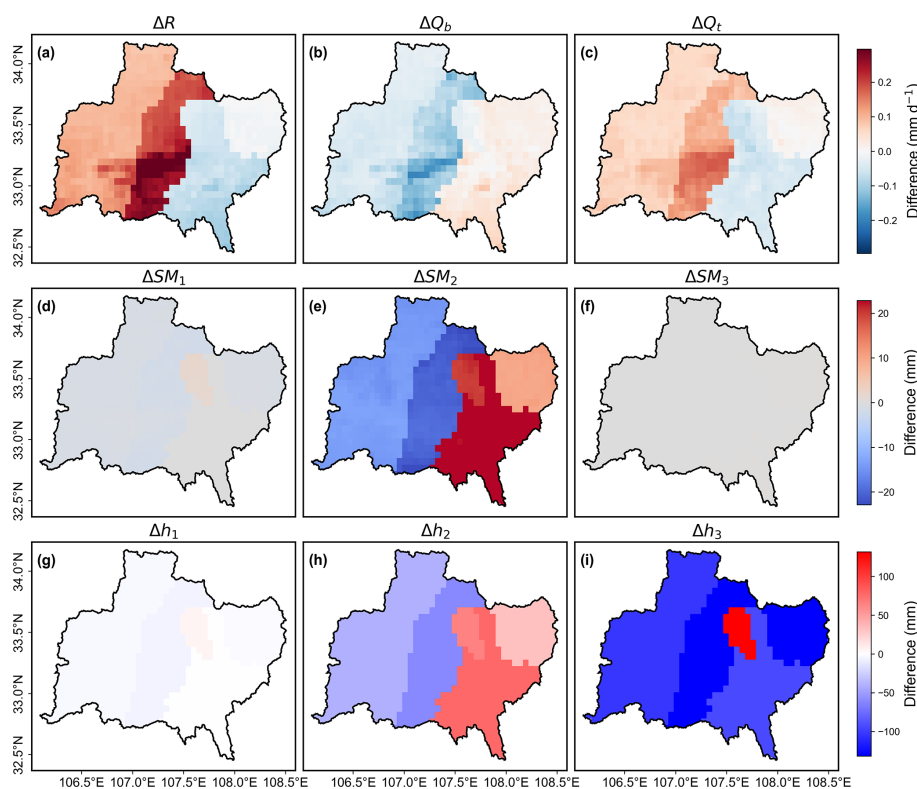 ΔR ΔQ_b ΔQ_t
(a) (b) (c)
34.0°N
33.5°N
33.0°N
32.5°N
0.2
0.1
0.0
-0.1
-0.2
Difference (mm d⁻¹)
ΔSM₁ ΔSM₂ ΔSM₃
(d) (e) (f)
34.0°N
33.5°N
33.0°N
32.5°N
20
10
0
-10
-20
Difference (mm)
Δh₁ Δh₂ Δh₃
(g) (h) (i)
34.0°N
33.5°N
33.0°N
32.5°N
100
50
0
-50
-100
Difference (mm)
106.5°E 107.0°E 107.5°E 108.0°E 108.5°E 106.5°E 107.0°E 107.5°E 108.0°E 108.5°E 106.5°E 107.0°E 107.5°E 108.0°E 108.5°E